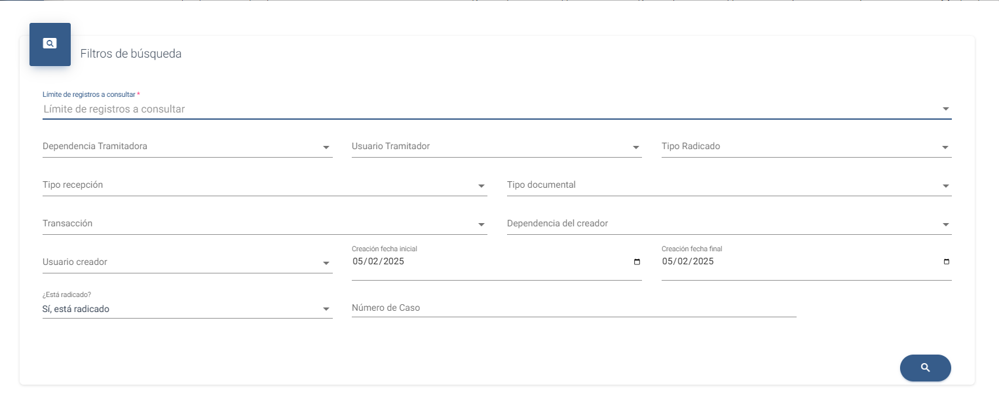 Filtros de búsqueda
Límite de registros a consultar *
Límite de registros a consultar
Dependencia Tramitadora
Usuario Tramitador
Tipo Radicado
Tipo recepción
Tipo documental
Transacción
Dependencia del creador
Usuario creador
Creación fecha inicial
05/02/2025
Creación fecha final
05/02/2025
¿Está radicado?
Sí, está radicado
Número de Caso